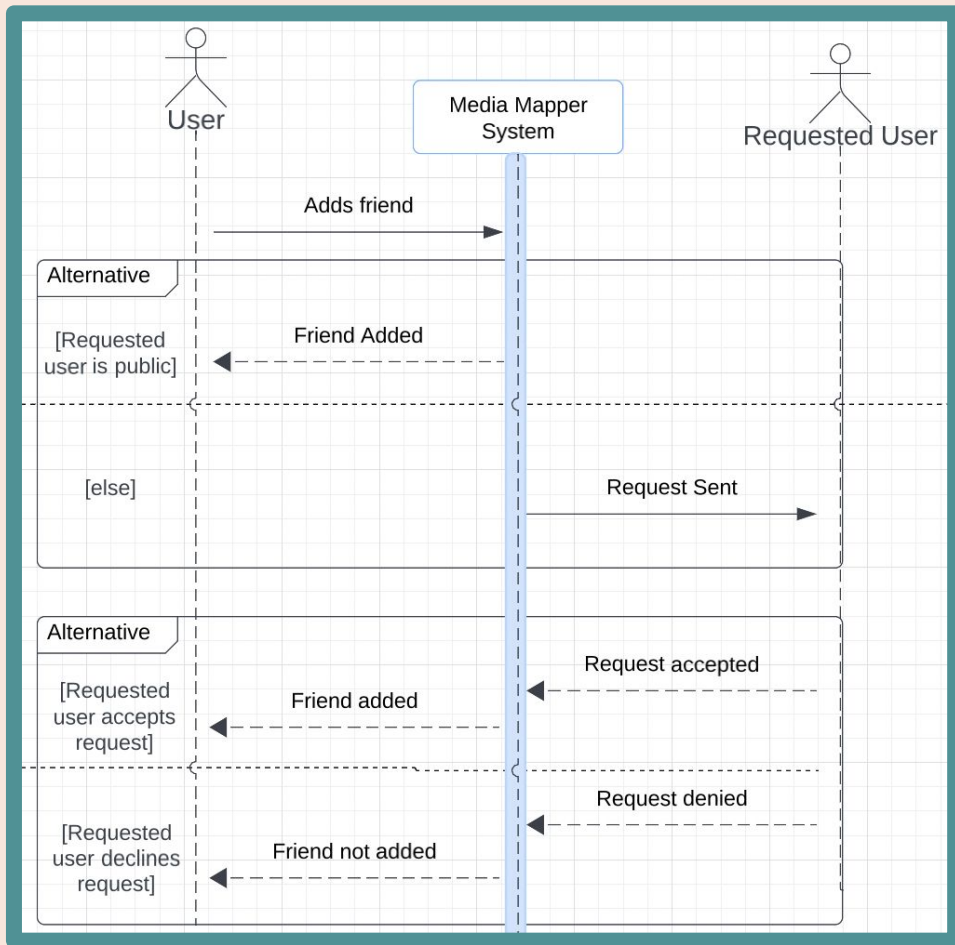 User
Media Mapper
System
Requested User
Adds friend
Alternative
[Requested
user is public]
Friend Added
[else]
Request Sent
Alternative
[Requested
user accepts
request]
Request accepted
Friend added
Request denied
[Requested
user declines
request]
Friend not added